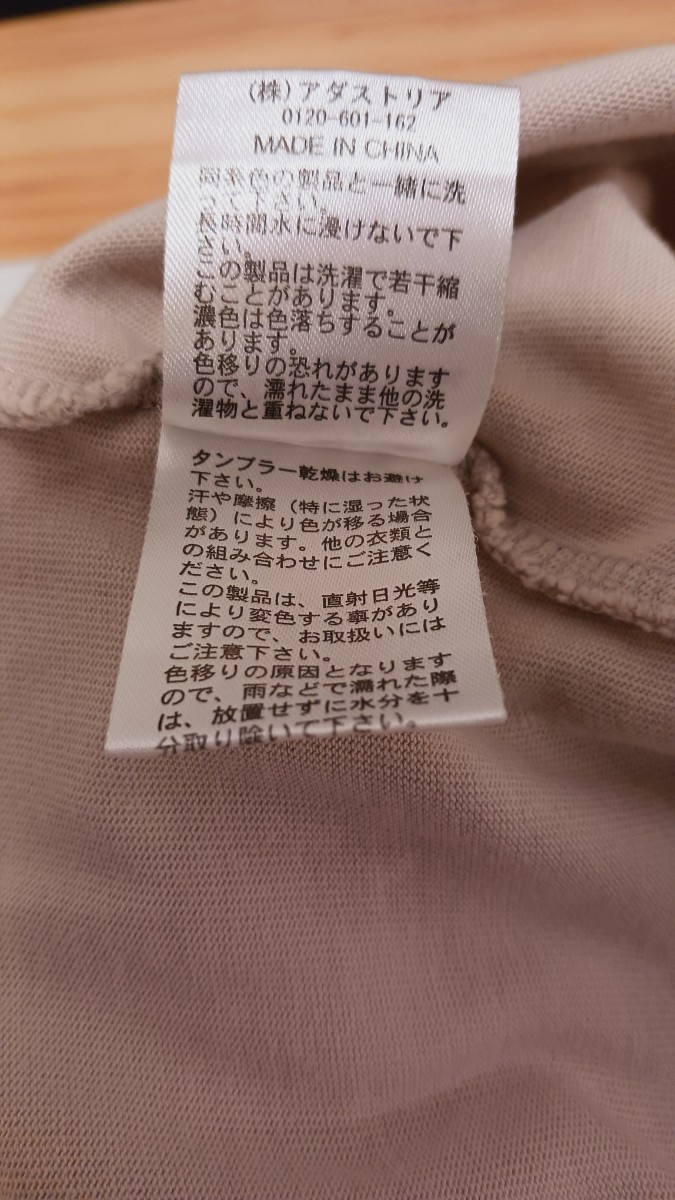 (株)アダストリア
0120-601-162
MADE IN CHINA
同系色の製品と一緒に洗
って下さい。
長時間水に浸けないで下
さい。
この製品は洗濯で若干縮
むことがあります。
濃色は色落ちすることが
あります。
色移りの恐れがあります
ので、濡れたまま他の洗
濯物と重ねないで下さい。
タンブラー乾燥はお避け
下さい。
汗や摩擦（特に湿った状
態）により色が移る場合
があります。他の衣類と
の組み合わせにご注意く
ださい。
この製品は、直射日光等
により変色する事があり
ますので、お取扱いには
ご注意下さい。
色移りの原因となります
ので、雨などで濡れた際
は、放置せずに水分を十
分取り除いて下さい。